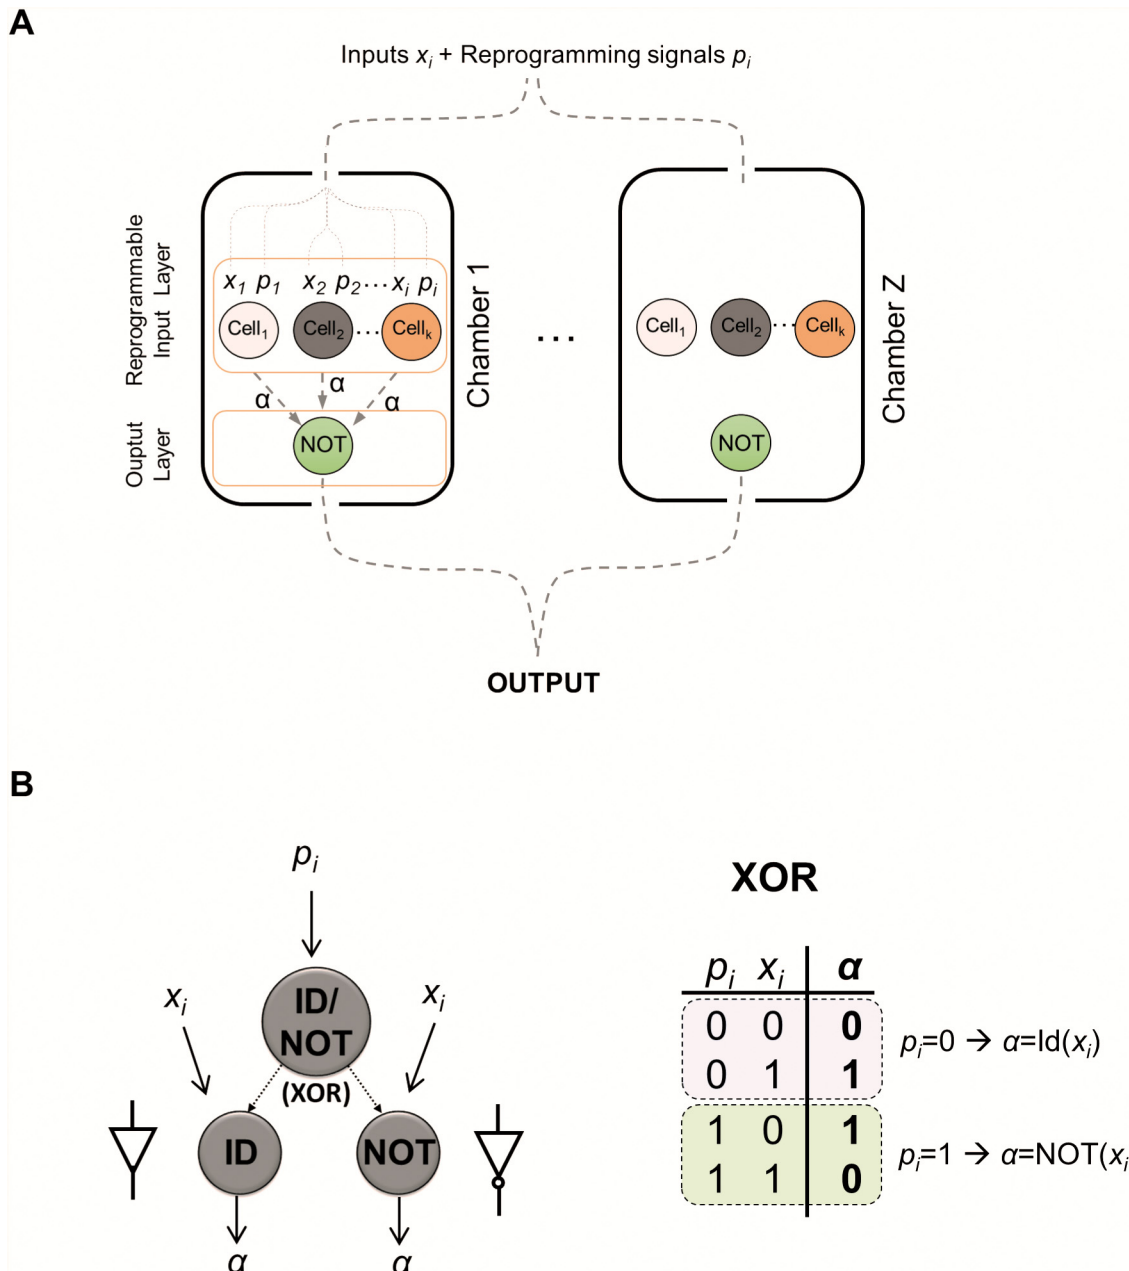 A
Inputs xi + Reprogramming signals pi
Reprogrammable
Input Layer
x1 p1 x2 p2 ··· xi pi
Cell1 Cell2 ··· Cellk
α α α
Ouptut
Layer
NOT
Chamber 1
...
Cell1 Cell2 ··· Cellk
NOT
Chamber Z
OUTPUT
B
pi
xi xi
ID/
NOT
(XOR)
ID NOT
α α
XOR
pi xi α
0 0 0
0 1 1
pi=0 → α=Id(xi)
1 0 1
1 1 0
pi=1 → α=NOT(xi